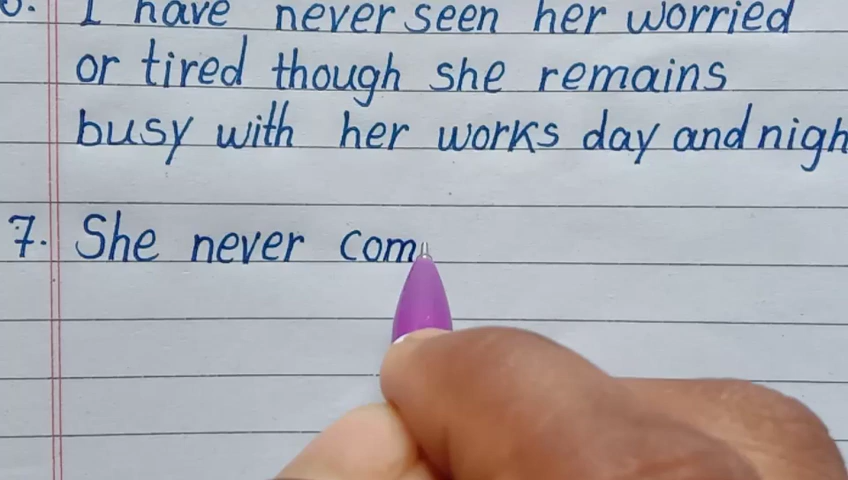 6. I have never seen her worried
or tired though she remains
busy with her works day and nigh
7. She never com